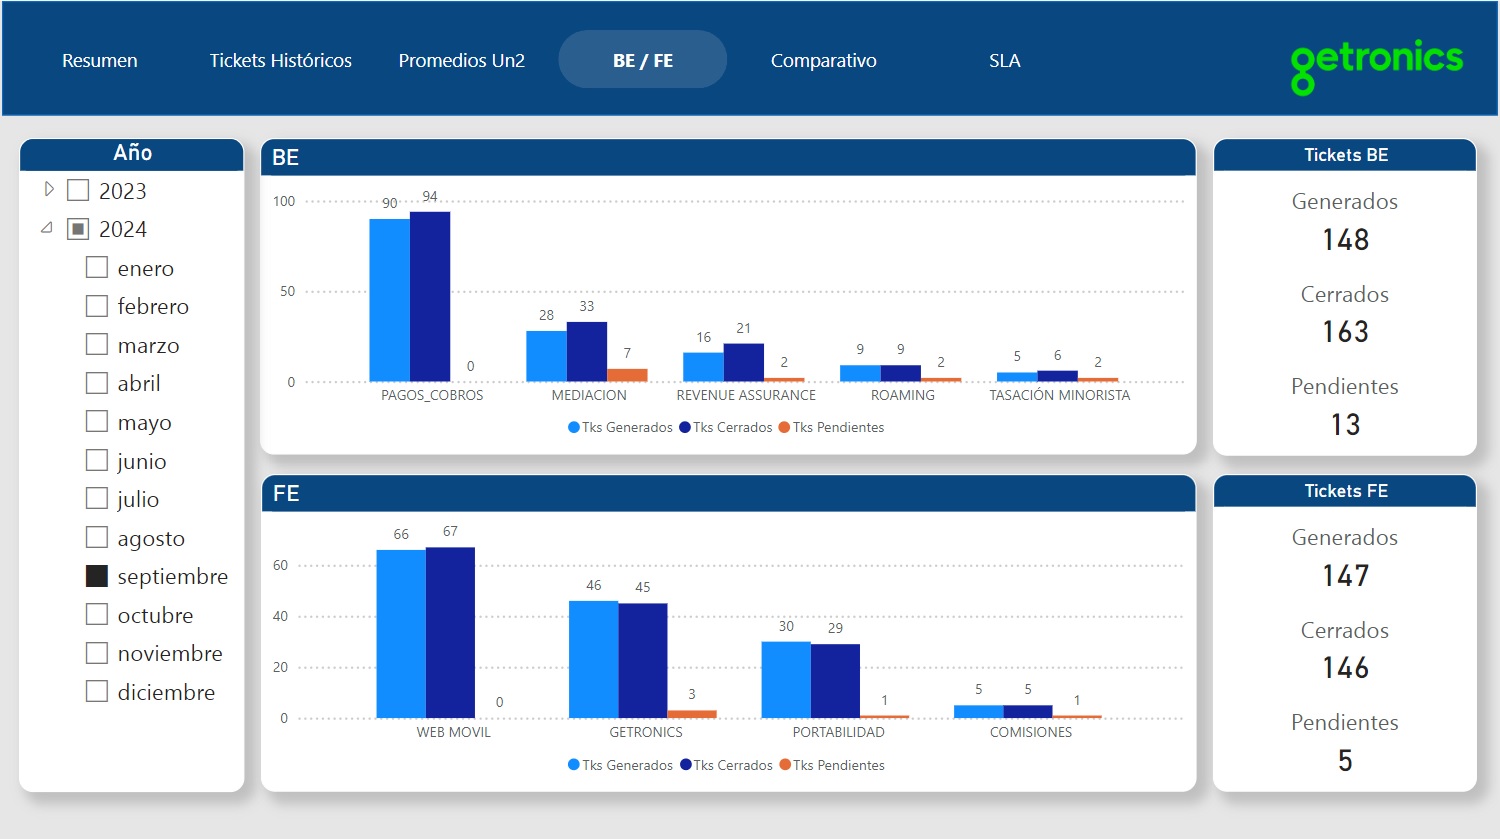 Resumen
Tickets Históricos
Promedios Un2
BE / FE
Comparativo
SLA
getronics
Año
2023
2024
enero
febrero
marzo
abril
mayo
junio
julio
agosto
septiembre
octubre
noviembre
diciembre
BE
100
50
0
90 94 0
28 33 7
16 21 2
9 9 2
5 6 2
PAGOS_COBROS MEDIACION REVENUE ASSURANCE ROAMING TASACIÓN MINORISTA
Tks Generados Tks Cerrados Tks Pendientes
Tickets BE
Generados
148
Cerrados
163
Pendientes
13
FE
60
40
20
0
66 67 0
46 45 3
30 29 1
5 5 1
WEB MOVIL GETRONICS PORTABILIDAD COMISIONES
Tks Generados Tks Cerrados Tks Pendientes
Tickets FE
Generados
147
Cerrados
146
Pendientes
5